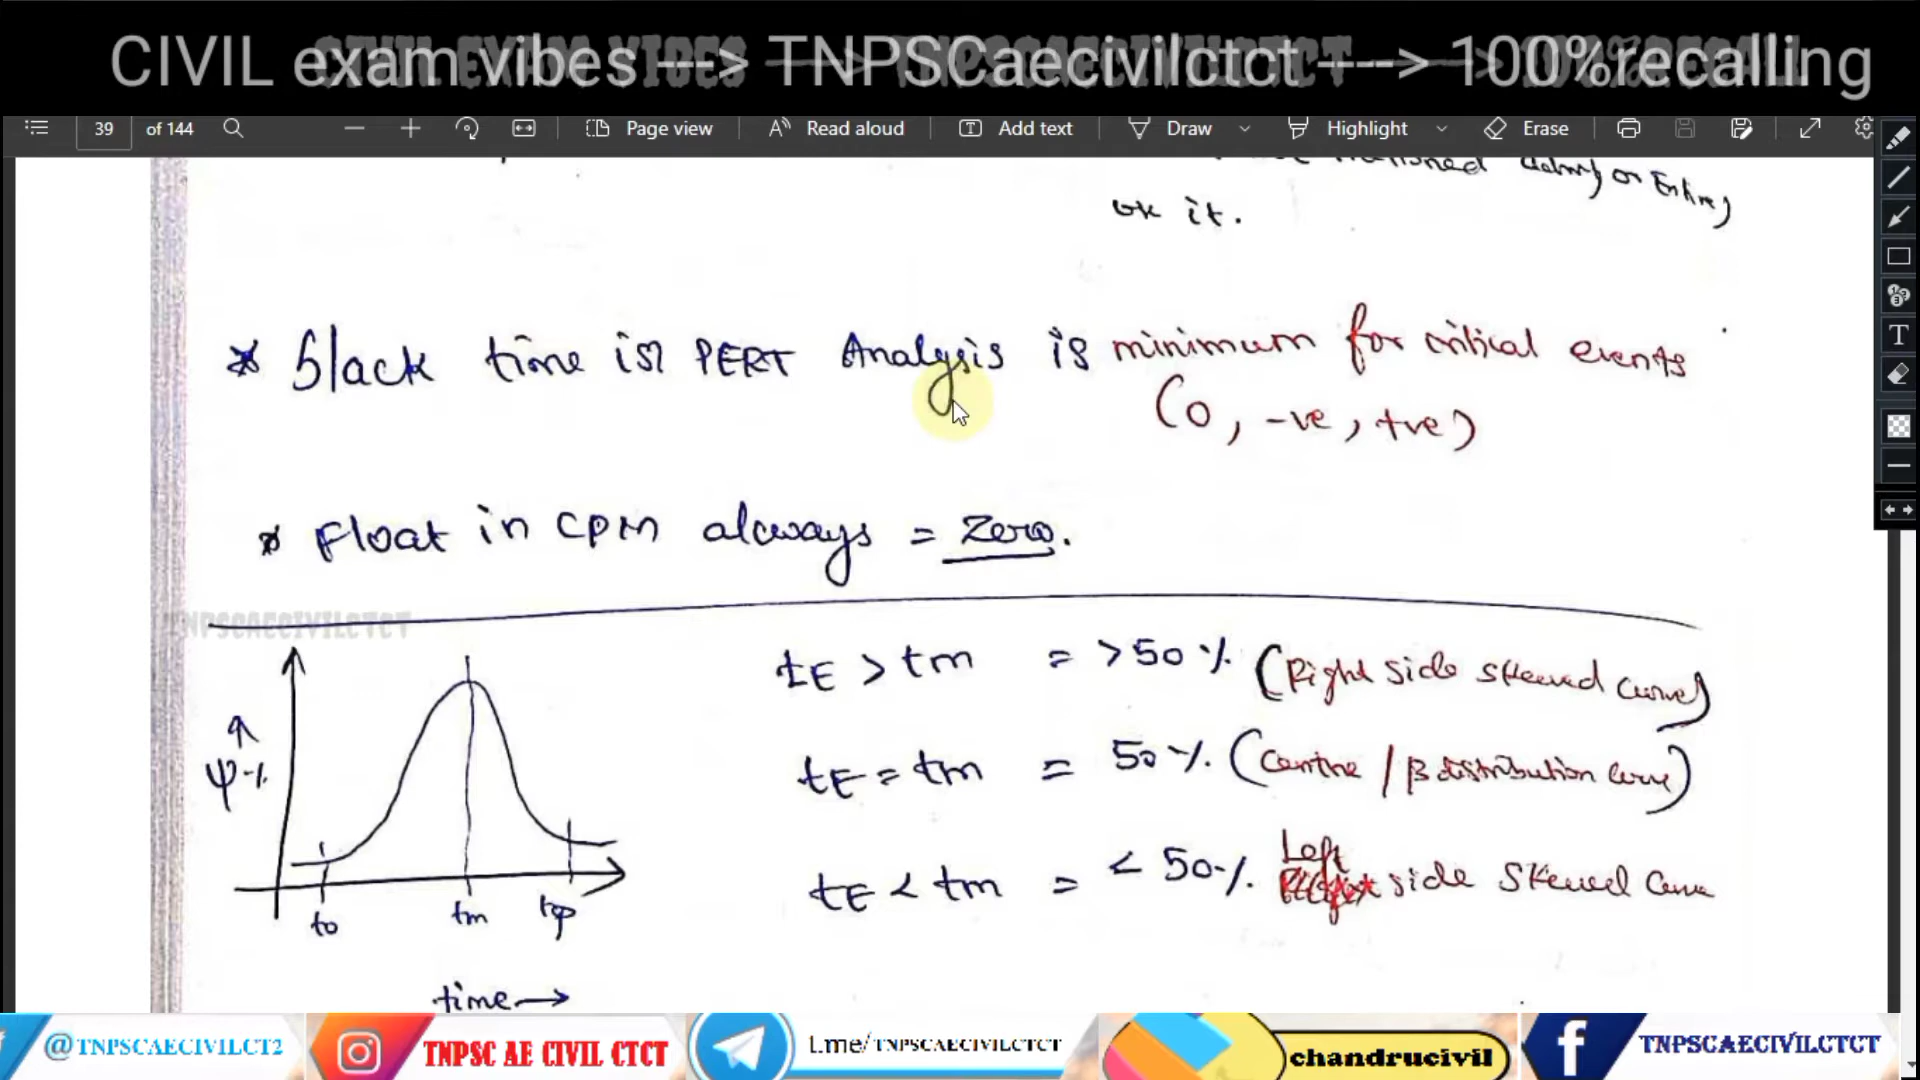 CIVIL exam vibes ---> TNPSCaecivilctct ---> 100%recalling
39 of 144 Page view Read aloud Add text Draw Highlight Erase
or it.
* Slack time in PERT Analysis is minimum for critical events
(0, -ve, +ve)
* Float in CPM always = Zero.
TNPSCAECIVILCTCT
tE > tm = >50 % (Right side skewed curve)
tE = tm = 50 %. (Centre / β distribution curve)
tE < tm = < 50 %. Left side Skewed Curve
ψ-%
to tm tp
time →
@TNPSCAECIVILCT2 TNPSC AE CIVIL CTCT t.me/TNPSCAECIVILCTCT chandrucivil TNPSCAECIVILCTCT